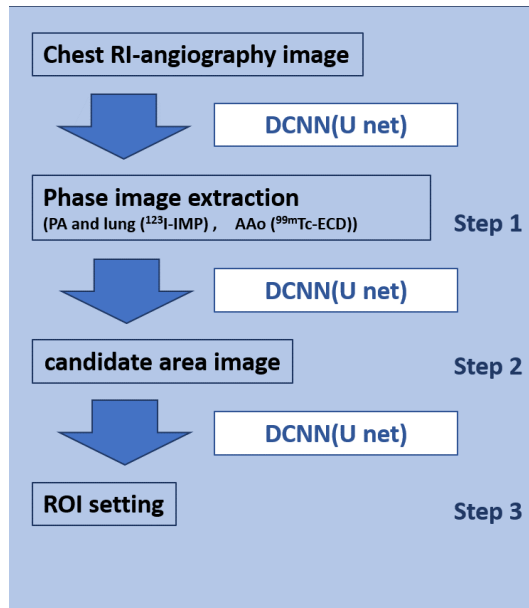 Chest RI-angiography image
DCNN(U net)
Phase image extraction
(PA and lung (¹²³I-IMP) , AAo (⁹⁹ᵐTc-ECD))
Step 1
DCNN(U net)
candidate area image
Step 2
DCNN(U net)
ROI setting
Step 3